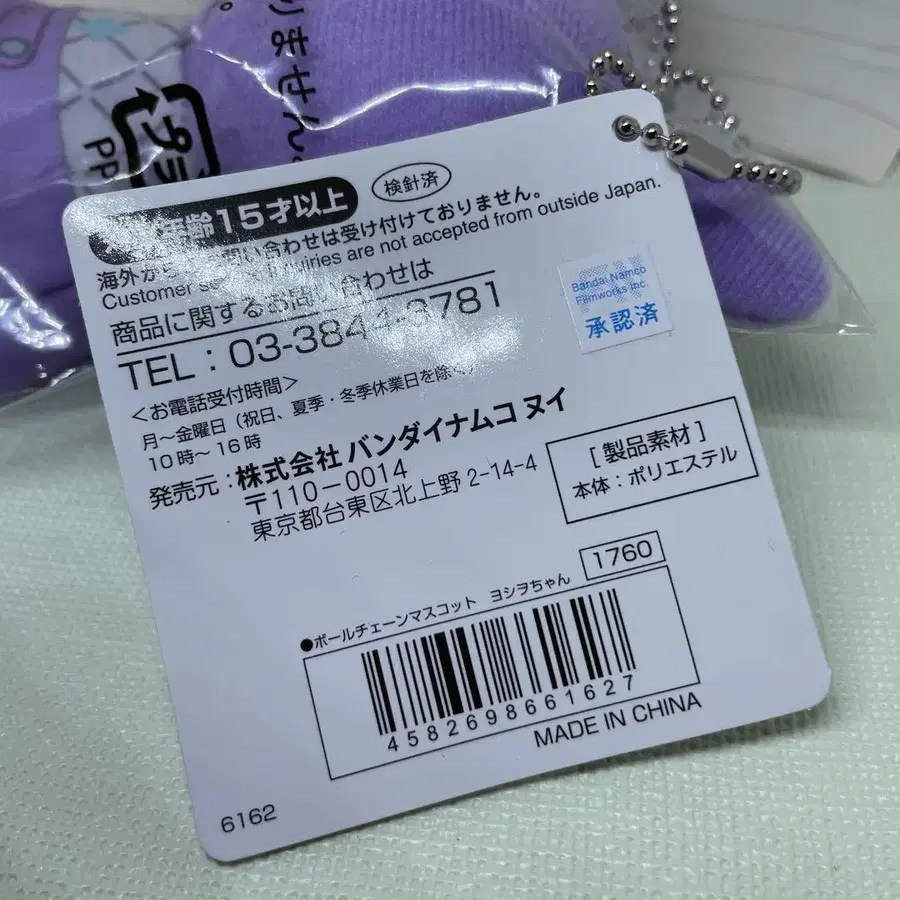 りません。
。
プラ
PP
年齢15才以上
検針済
海外から 問い合わせは受け付けておりません。
Customer inquiries are not accepted from outside Japan.
商品に関するお問い合わせは
TEL : 03-3844-3781
Bandai Namco
Filmworks Inc.
承認済
＜お電話受付時間＞
月〜金曜日（祝日、夏季・冬季休業日を除く）
10時〜16時
発売元 : 株式会社 バンダイナムコ ヌイ
〒110-0014
東京都台東区北上野 2-14-4
［製品素材］
本体：ポリエステル
1760
●ボールチェーンマスコット ヨシヲちゃん
4582698661627
MADE IN CHINA
6162